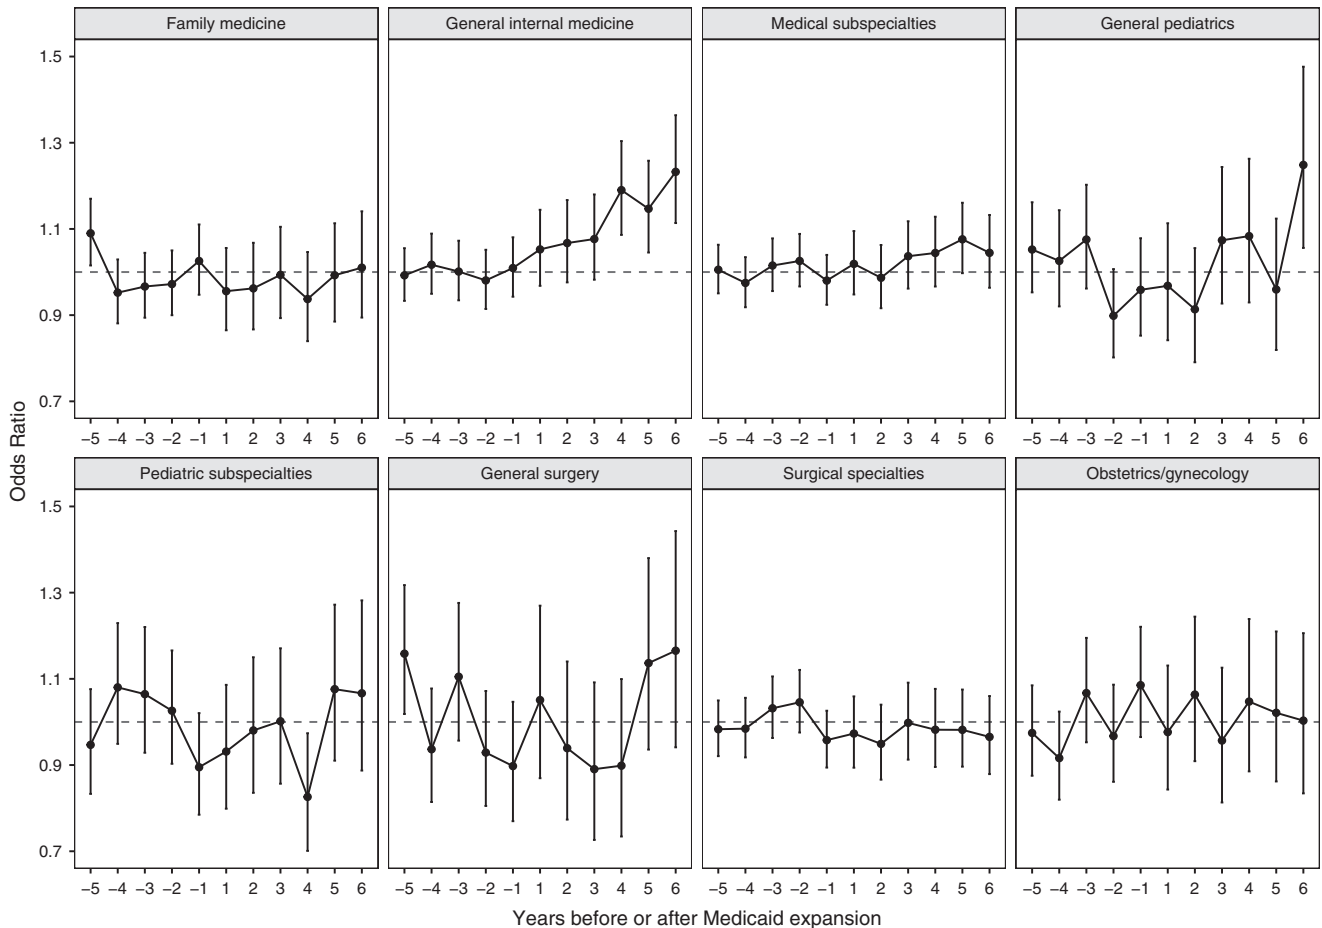 Family medicine
General internal medicine
Medical subspecialties
General pediatrics
1.5
1.3
1.1
0.9
0.7
−5 −4 −3 −2 −1 1 2 3 4 5 6
−5 −4 −3 −2 −1 1 2 3 4 5 6
−5 −4 −3 −2 −1 1 2 3 4 5 6
−5 −4 −3 −2 −1 1 2 3 4 5 6
Odds Ratio
Pediatric subspecialties
General surgery
Surgical specialties
Obstetrics/gynecology
1.5
1.3
1.1
0.9
0.7
−5 −4 −3 −2 −1 1 2 3 4 5 6
−5 −4 −3 −2 −1 1 2 3 4 5 6
−5 −4 −3 −2 −1 1 2 3 4 5 6
−5 −4 −3 −2 −1 1 2 3 4 5 6
Years before or after Medicaid expansion